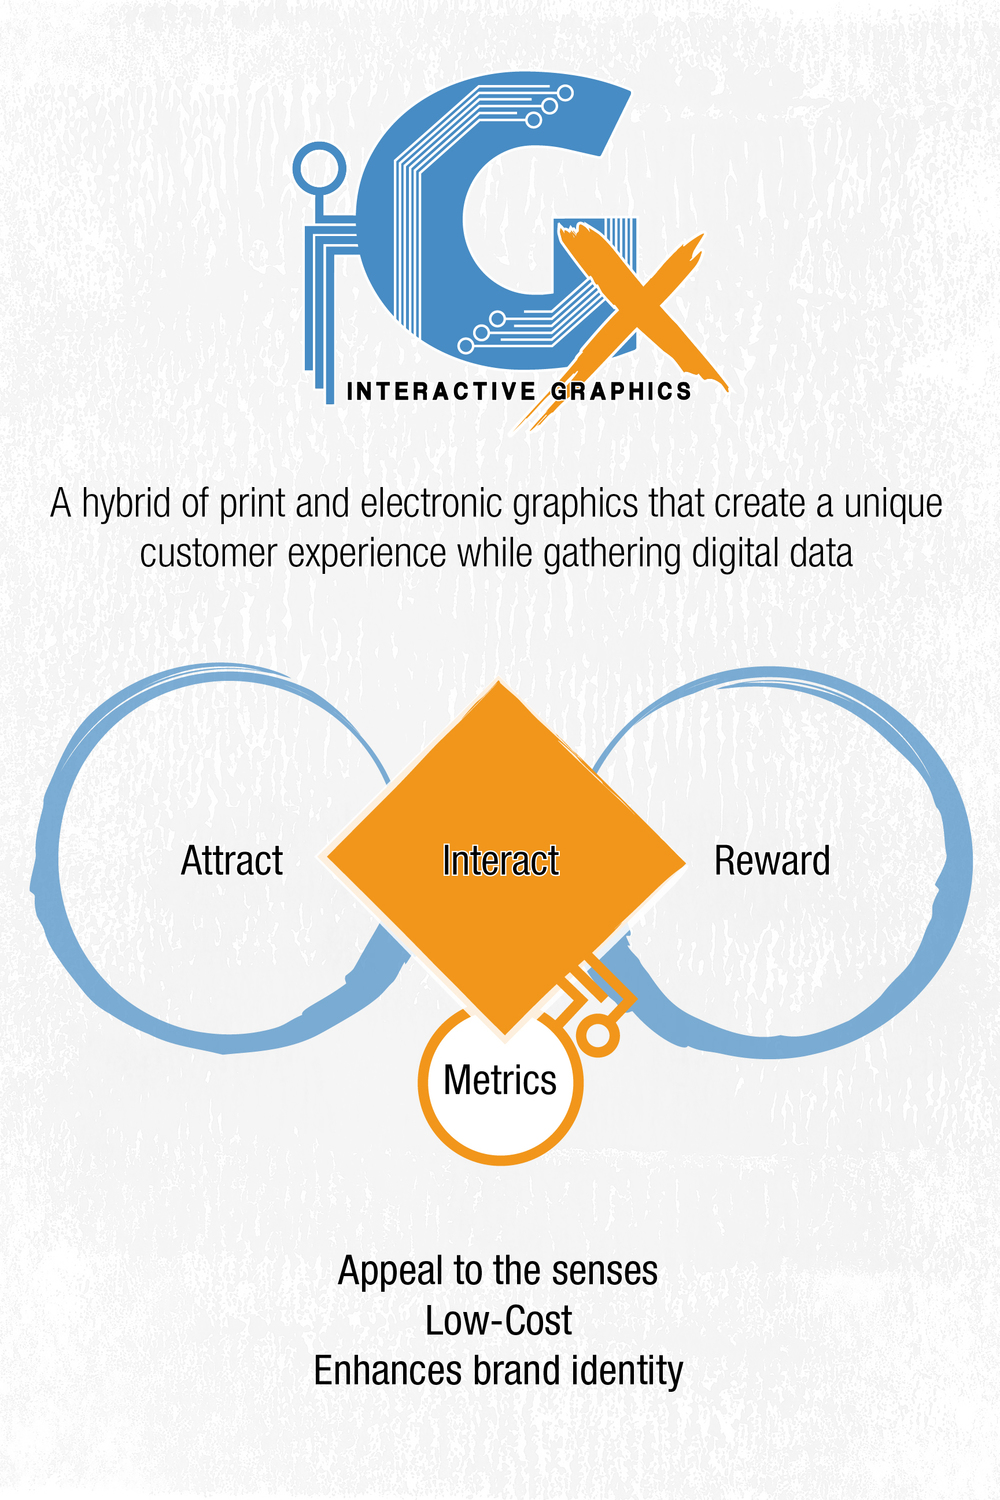 iGx
INTERACTIVE GRAPHICS
A hybrid of print and electronic graphics that create a unique
customer experience while gathering digital data
Attract
Interact
Reward
Metrics
Appeal to the senses
Low-Cost
Enhances brand identity